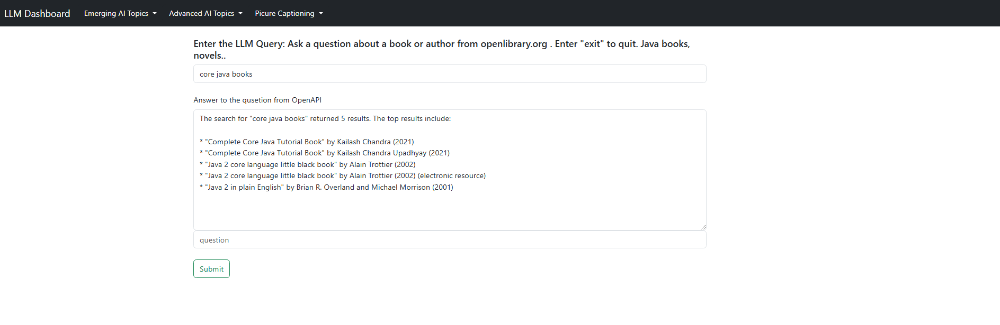 LLM Dashboard Emerging AI Topics Advanced AI Topics Picure Captioning
Enter the LLM Query: Ask a question about a book or author from openlibrary.org . Enter "exit" to quit. Java books,
novels..
core java books
Answer to the qusetion from OpenAPI
The search for "core java books" returned 5 results. The top results include:
* "Complete Core Java Tutorial Book" by Kailash Chandra (2021)
* "Complete Core Java Tutorial Book" by Kailash Chandra Upadhyay (2021)
* "Java 2 core language little black book" by Alain Trottier (2002)
* "Java 2 core language little black book" by Alain Trottier (2002) (electronic resource)
* "Java 2 in plain English" by Brian R. Overland and Michael Morrison (2001)
question
Submit